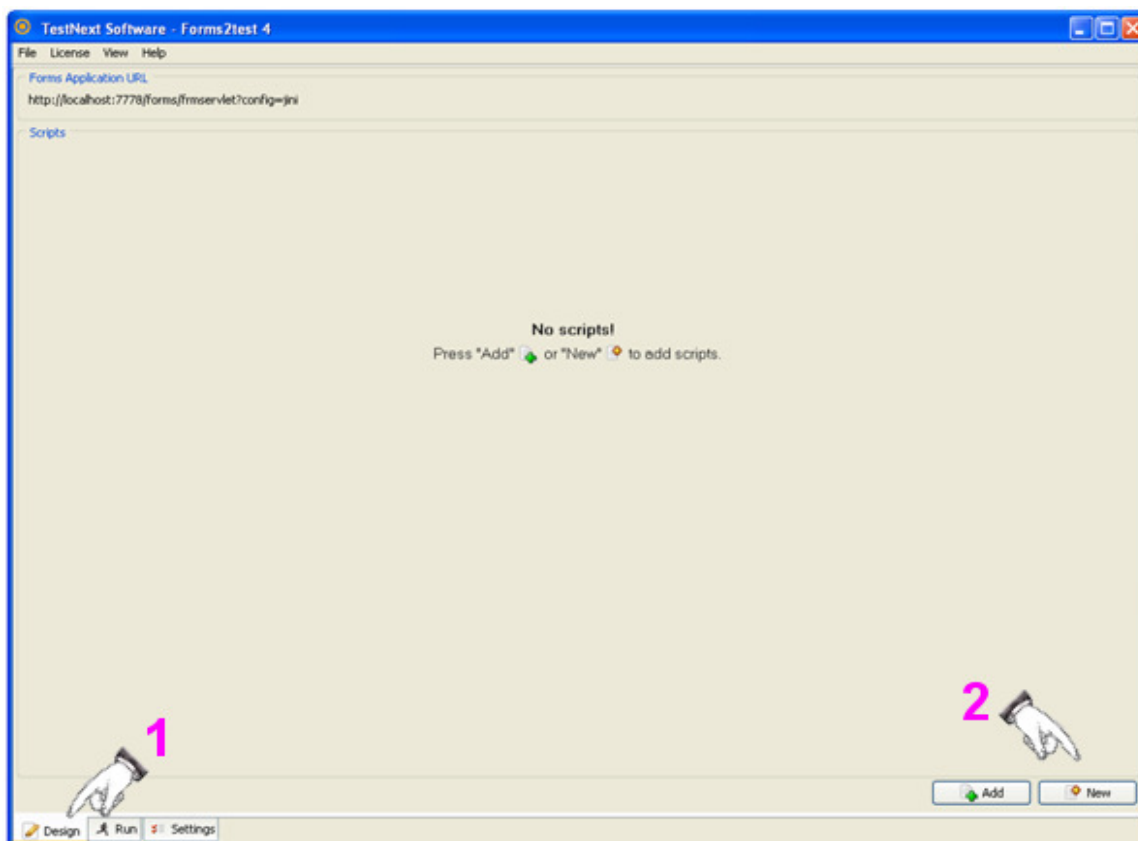 TestNext Software - Forms2test 4
File License View Help
Forms Application URL
http://localhost:7778/forms/frmservlet?config=jini
Scripts
No scripts!
Press "Add" or "New" to add scripts.
1
2
Add New
Design Run Settings